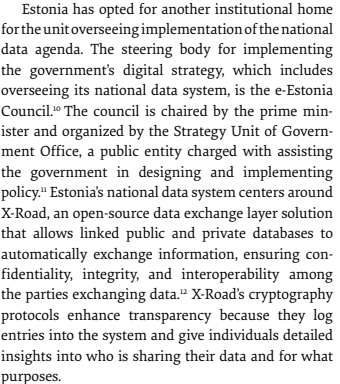 Estonia has opted for another institutional home
for the unit overseeing implementation of the national
data agenda. The steering body for implementing
the government's digital strategy, which includes
overseeing its national data system, is the e-Estonia
Council.¹⁰ The council is chaired by the prime min-
ister and organized by the Strategy Unit of Govern-
ment Office, a public entity charged with assisting
the government in designing and implementing
policy.¹¹ Estonia's national data system centers around
X-Road, an open-source data exchange layer solution
that allows linked public and private databases to
automatically exchange information, ensuring con-
fidentiality, integrity, and interoperability among
the parties exchanging data.¹² X-Road's cryptography
protocols enhance transparency because they log
entries into the system and give individuals detailed
insights into who is sharing their data and for what
purposes.